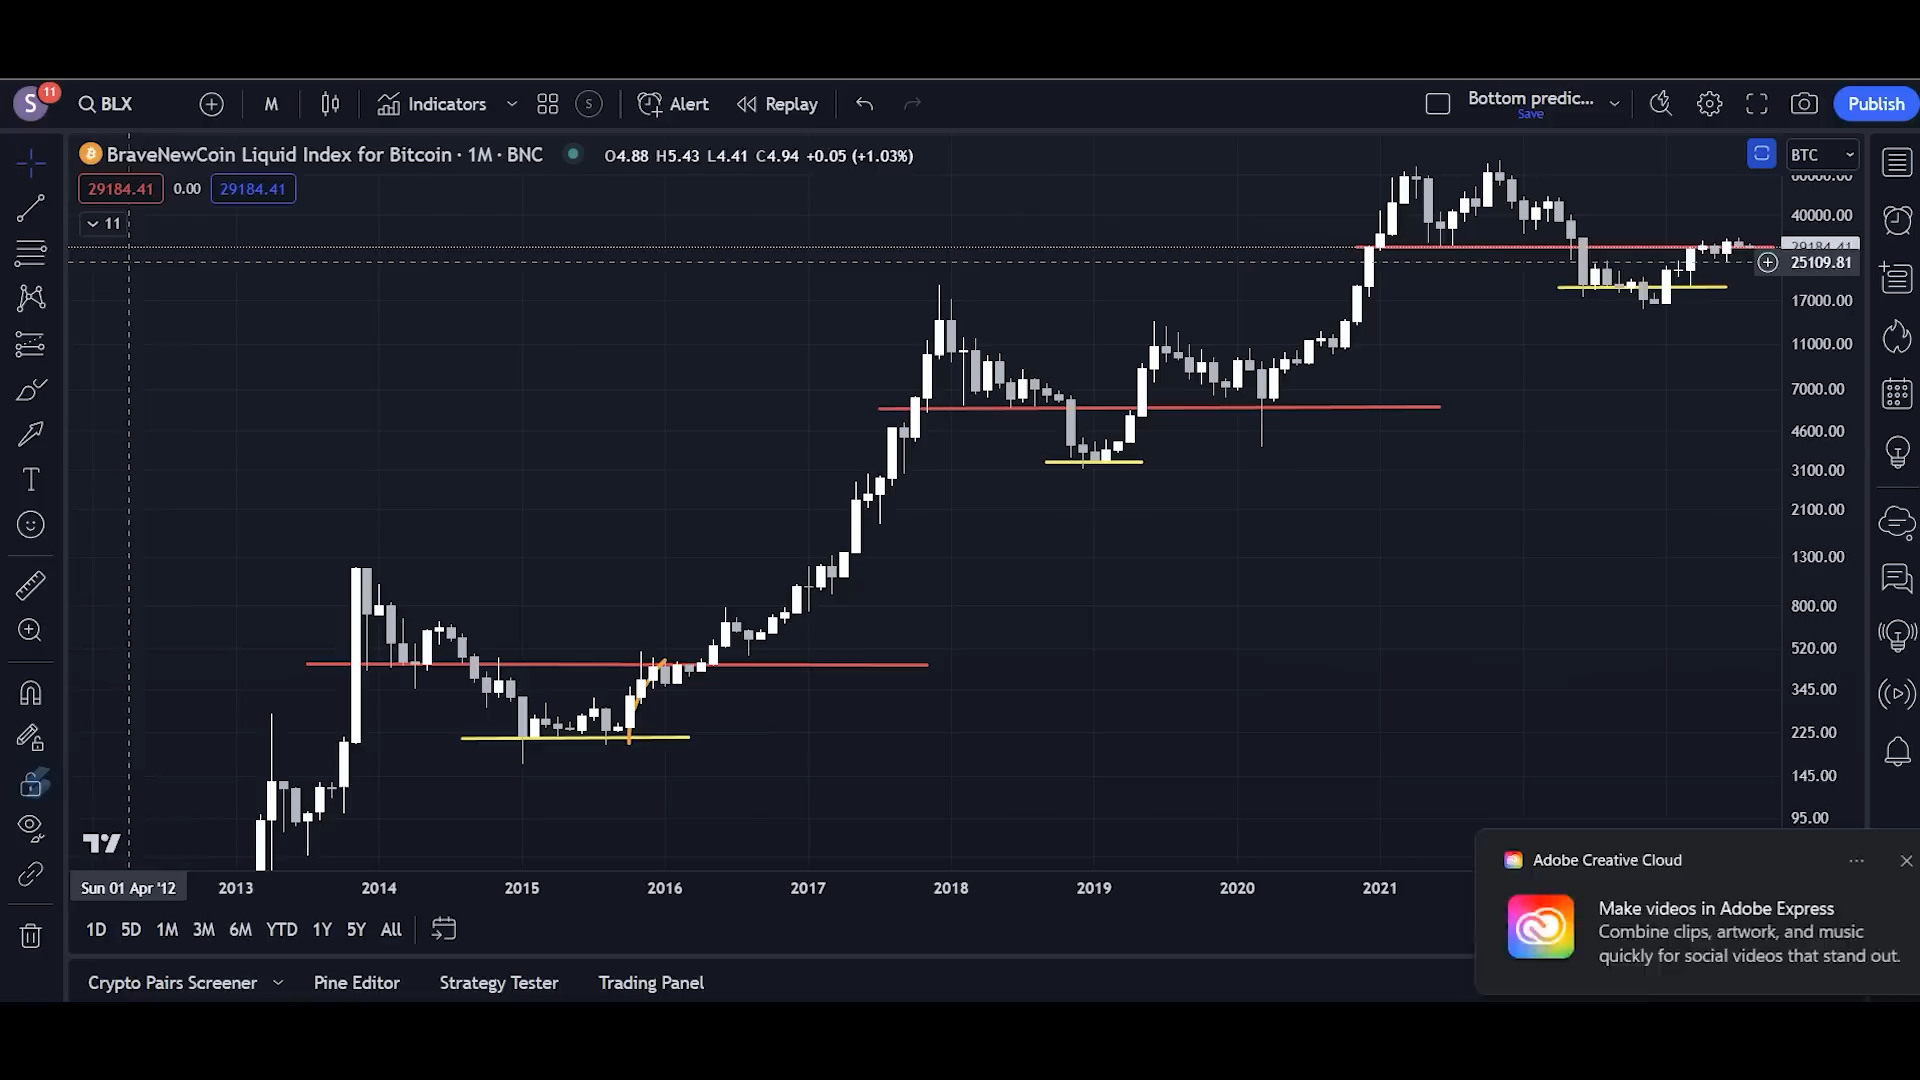 S 11 BLX M Indicators S Alert Replay Bottom predic... Save Publish
BraveNewCoin Liquid Index for Bitcoin · 1M · BNC O4.88 H5.43 L4.41 C4.94 +0.05 (+1.03%) BTC
29184.41 0.00 29184.41
11
60000.00
40000.00
29184.41
25109.81
17000.00
11000.00
7000.00
4600.00
3100.00
2100.00
1300.00
800.00
520.00
345.00
225.00
145.00
95.00
Sun 01 Apr '12 2013 2014 2015 2016 2017 2018 2019 2020 2021
1D 5D 1M 3M 6M YTD 1Y 5Y All
Crypto Pairs Screener Pine Editor Strategy Tester Trading Panel
Adobe Creative Cloud
Make videos in Adobe Express
Combine clips, artwork, and music
quickly for social videos that stand out.